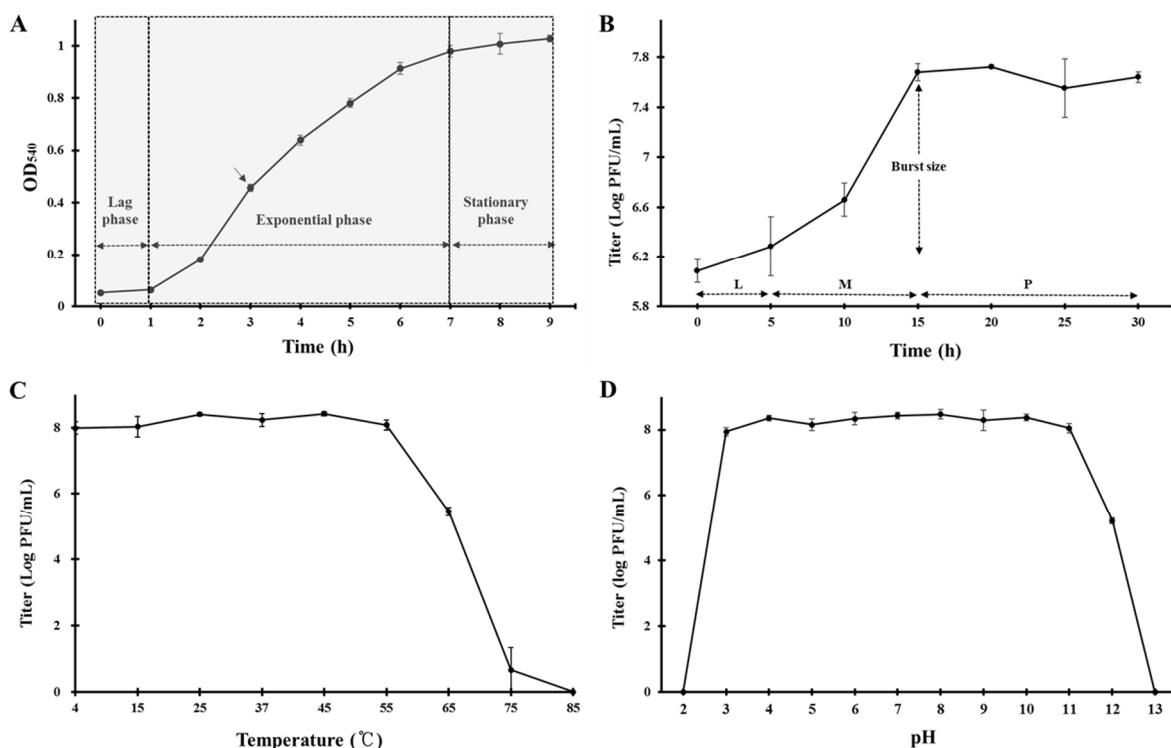 A
1
0.8
0.6
0.4
0.2
0
OD540
Lag
phase
Exponential phase
Stationary
phase
0 1 2 3 4 5 6 7 8 9
Time (h)
B
7.8
7.4
7
6.6
6.2
5.8
Titer (Log PFU/mL)
Burst size
L M P
0 5 10 15 20 25 30
Time (h)
C
8
6
4
2
0
Titer (Log PFU/mL)
4 15 25 37 45 55 65 75 85
Temperature (℃)
D
8
6
4
2
0
Titer (log PFU/mL)
2 3 4 5 6 7 8 9 10 11 12 13
pH